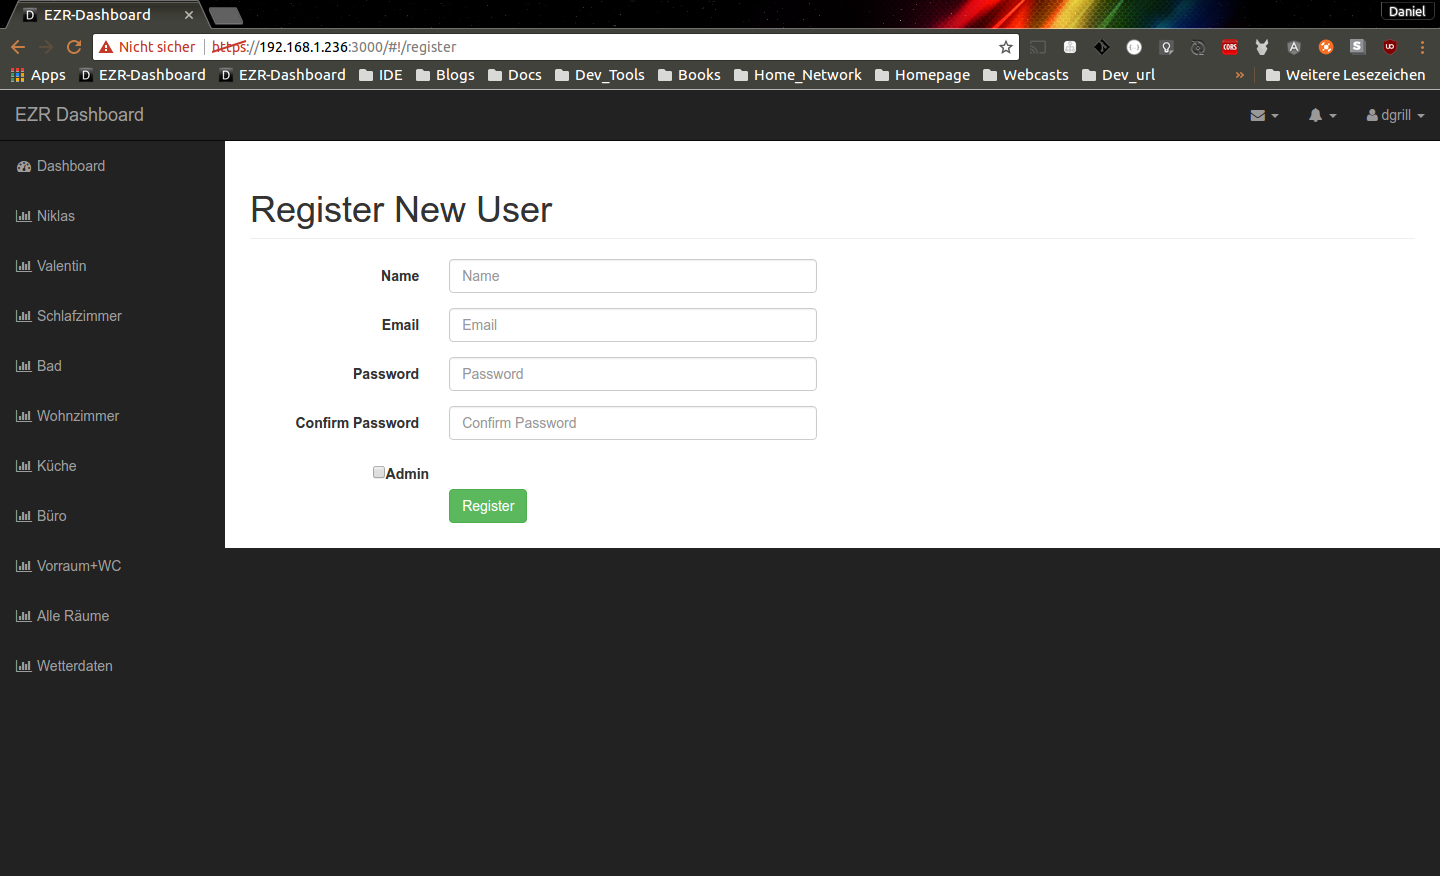 EZR-Dashboard
Daniel
Nicht sicher https://192.168.1.236:3000/#!/register
Apps EZR-Dashboard EZR-Dashboard IDE Blogs Docs Dev_Tools Books Home_Network Homepage Webcasts Dev_url » Weitere Lesezeichen
EZR Dashboard
dgrill
Dashboard
Niklas
Valentin
Schlafzimmer
Bad
Wohnzimmer
Küche
Büro
Vorraum+WC
Alle Räume
Wetterdaten
Register New User
Name Name
Email Email
Password Password
Confirm Password Confirm Password
Admin
Register